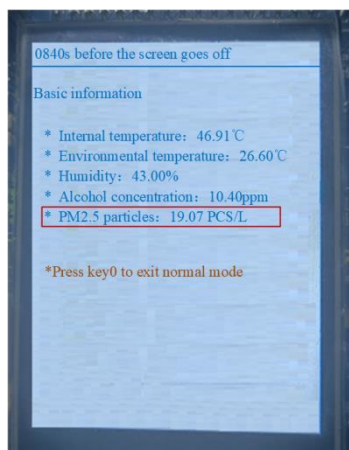 0840s before the screen goes off
Basic information
* Internal temperature： 46.91℃
* Environmental temperature： 26.60℃
* Humidity： 43.00%
* Alcohol concentration： 10.40ppm
* PM2.5 particles： 19.07 PCS/L
*Press key0 to exit normal mode